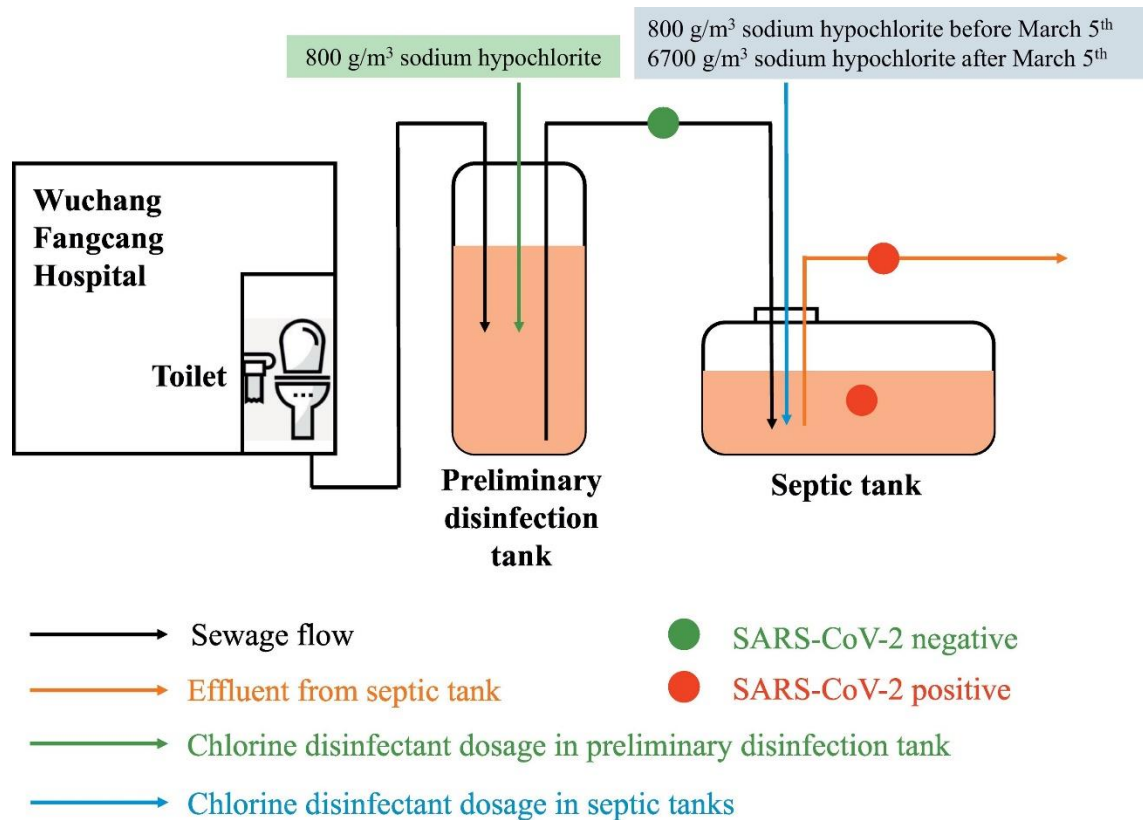 800 g/m³ sodium hypochlorite
800 g/m³ sodium hypochlorite before March 5ᵗʰ
6700 g/m³ sodium hypochlorite after March 5ᵗʰ
Wuchang
Fangcang
Hospital
Toilet
Preliminary
disinfection
tank
Septic tank
Sewage flow
Effluent from septic tank
Chlorine disinfectant dosage in preliminary disinfection tank
Chlorine disinfectant dosage in septic tanks
SARS-CoV-2 negative
SARS-CoV-2 positive